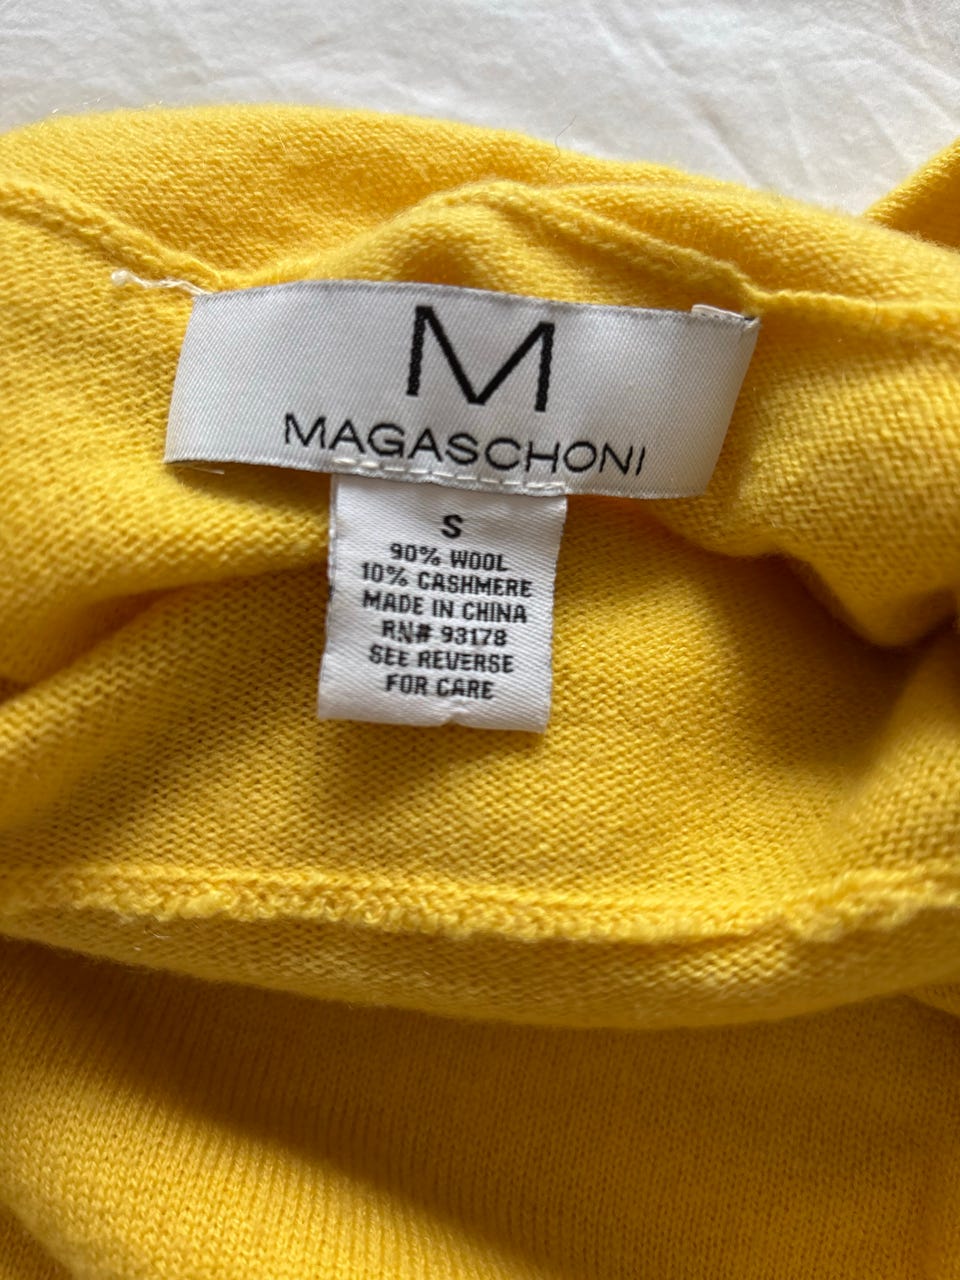 M
MAGASCHONI
S
90% WOOL
10% CASHMERE
MADE IN CHINA
RN# 93178
SEE REVERSE
FOR CARE